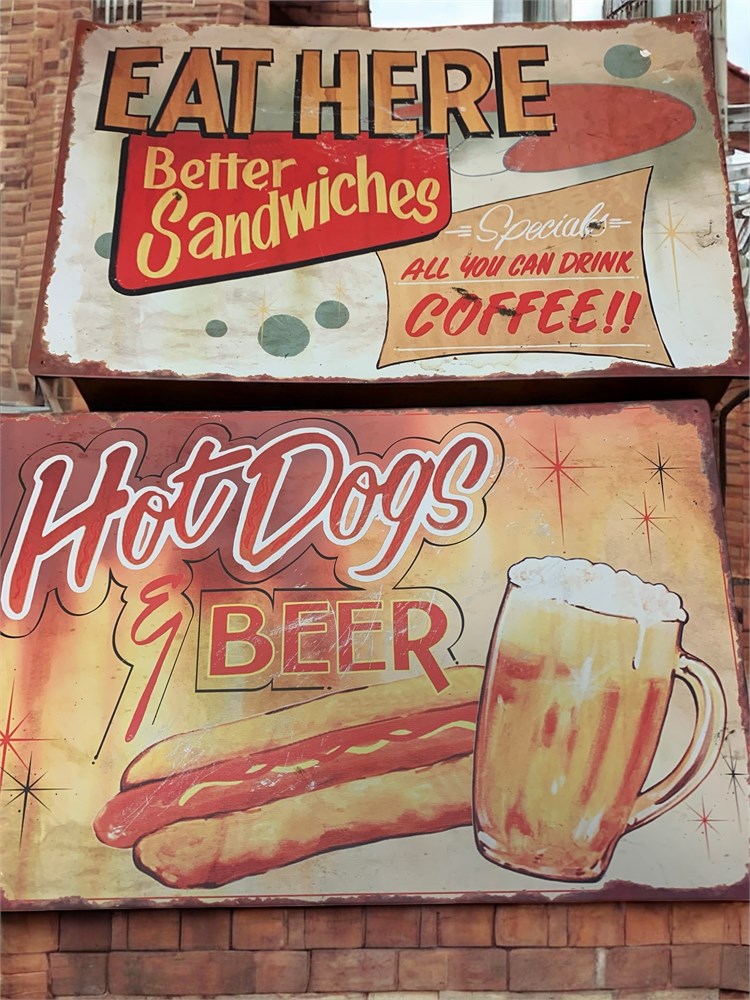 EAT HERE
Better
Sandwiches
Specials
ALL YOU CAN DRINK
COFFEE!!
Hot Dogs
& BEER